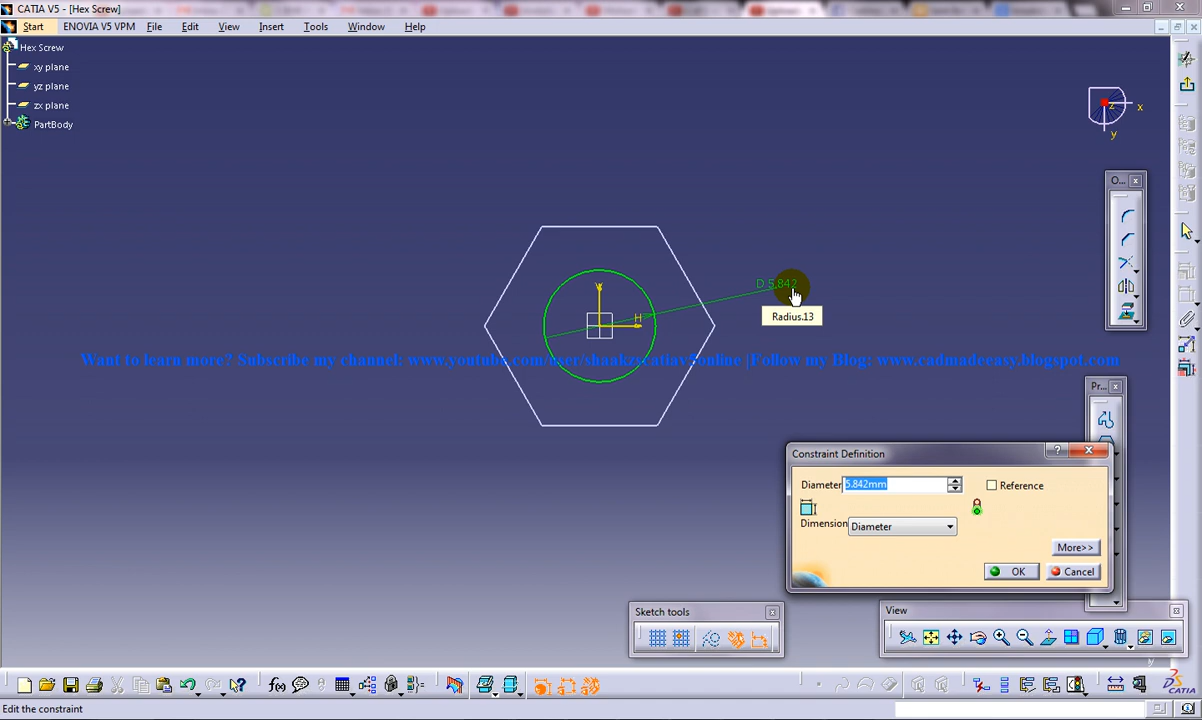 CATIA V5 - [Hex Screw]
Start ENOVIA V5 VPM File Edit View Insert Tools Window Help
Hex Screw
xy plane
yz plane
zx plane
PartBody
z
x
y
O...
V
H
D 5.842
Radius.13
Want to learn more? Subscribe my channel: www.youtube.com/user/shaakzscatiav5online |Follow my Blog: www.cadmadeeasy.blogspot.com
Pr...
Constraint Definition
Diameter 5.842mm Reference
Dimension Diameter
More>>
OK Cancel
Sketch tools
View
f(x)
CATIA
Edit the constraint